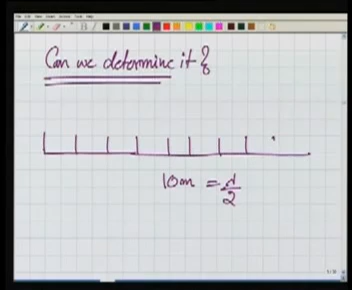 Can we determine it ?
10m = λ/2